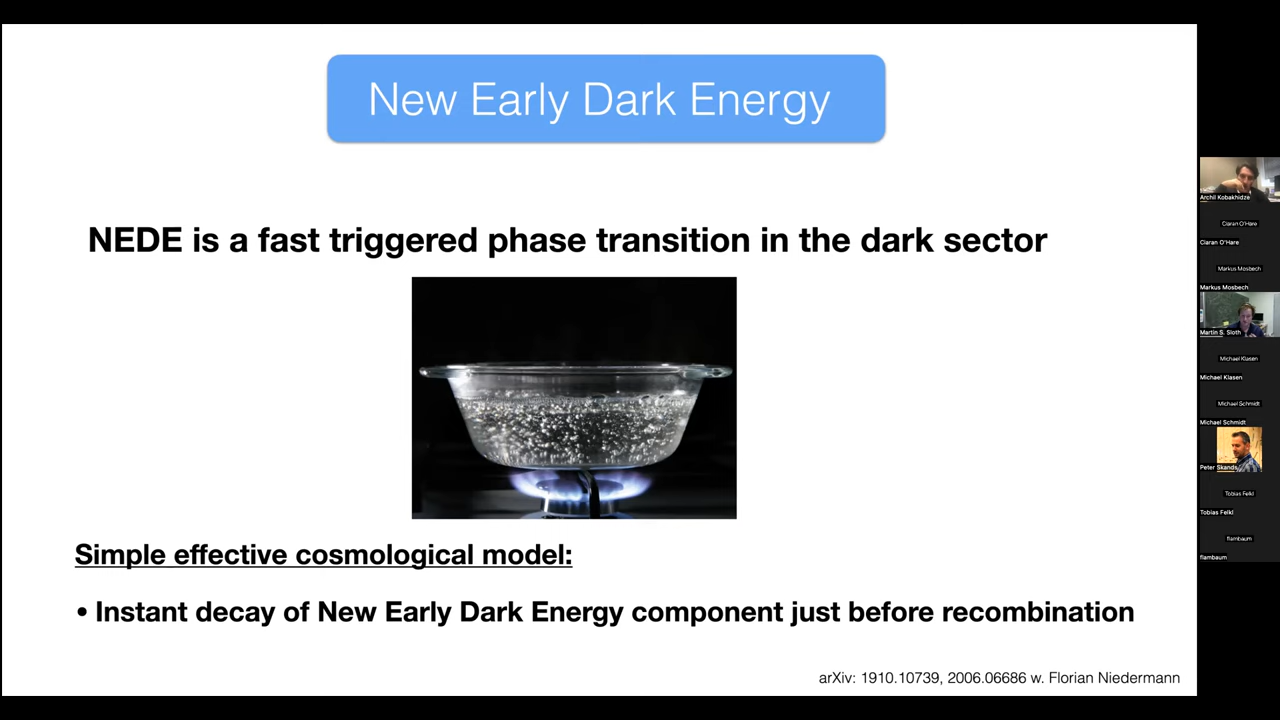 New Early Dark Energy
NEDE is a fast triggered phase transition in the dark sector
Simple effective cosmological model:
• Instant decay of New Early Dark Energy component just before recombination
arXiv: 1910.10739, 2006.06686 w. Florian Niedermann
Archil Kobakhidze
Ciaran O'Hare
Ciaran O'Hare
Markus Mosbech
Markus Mosbech
Martin S. Sloth
Michael Klasen
Michael Klasen
Michael Schmidt
Michael Schmidt
Peter Skands
Tobias Felkl
Tobias Felkl
flambaum
flambaum